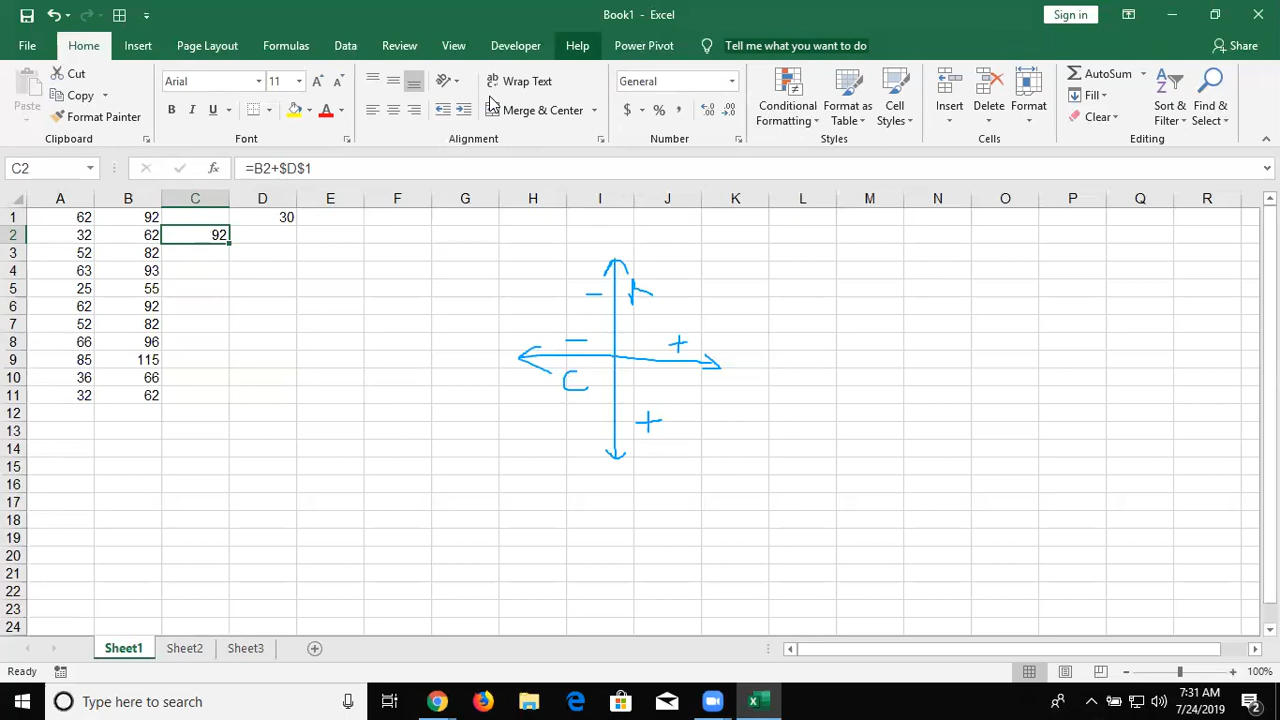 Book1 - Excel
Sign in
File Home Insert Page Layout Formulas Data Review View Developer Help Power Pivot Tell me what you want to do Share
Paste
Cut
Copy
Format Painter
Clipboard
Arial 11
B I U
Font
Wrap Text
Merge & Center
Alignment
General
$ % ,
Number
Conditional Formatting
Format as Table
Cell Styles
Styles
Insert Delete Format
Cells
AutoSum
Fill
Clear
Sort & Filter
Find & Select
Editing
C2 fx =B2+$D$1
A B C D E F G H I J K L M N O P Q R
1 62 92 30
2 32 62 92
3 52 82
4 63 93
5 25 55
6 62 92
7 52 82
8 66 96
9 85 115
10 36 66
11 32 62
12
13
14
15
16
17
18
19
20
21
22
23
24
−
− +
C
+
Sheet1 Sheet2 Sheet3
Ready 100%
Type here to search
7:31 AM
7/24/2019
2